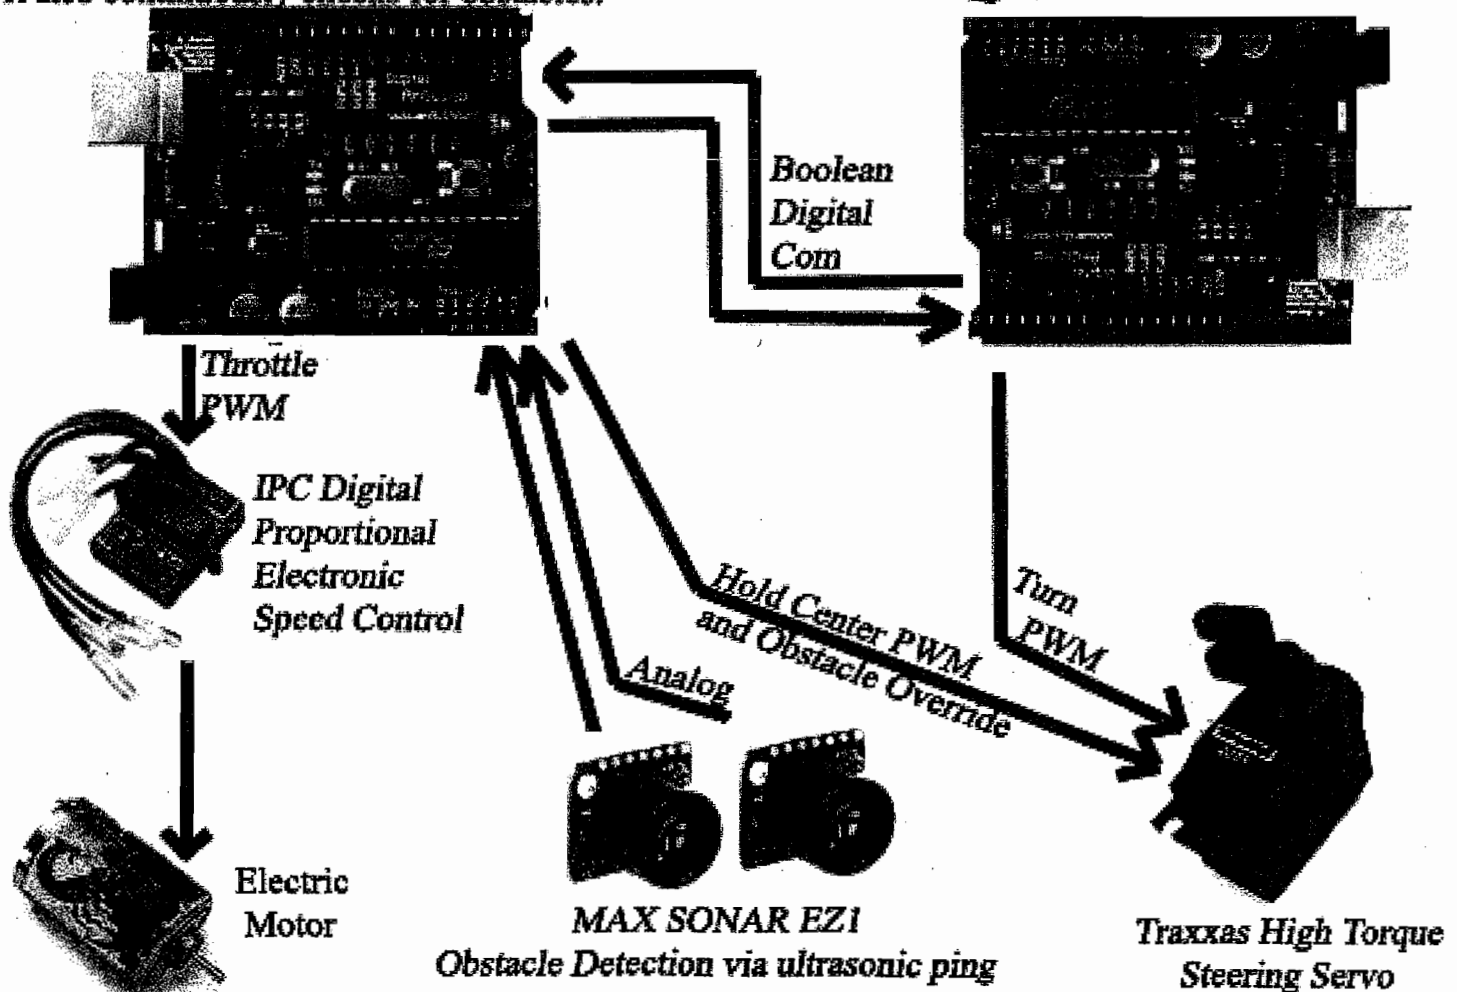 Boolean
Digital
Com
Throttle
PWM
IPC Digital
Proportional
Electronic
Speed Control
Hold Center PWM
and Obstacle Override
Turn
PWM
Analog
Electric
Motor
MAX SONAR EZ1
Obstacle Detection via ultrasonic ping
Traxxas High Torque
Steering Servo